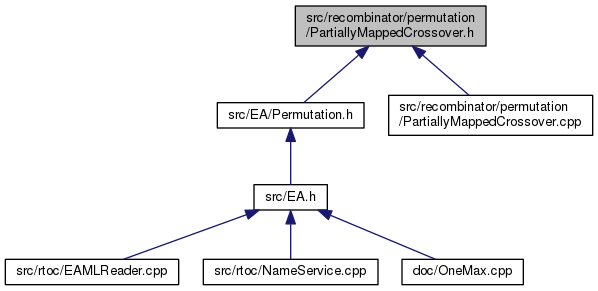 src/recombinator/permutation
/PartiallyMappedCrossover.h
src/EA/Permutation.h
src/recombinator/permutation
/PartiallyMappedCrossover.cpp
src/EA.h
src/rtoc/EAMLReader.cpp
src/rtoc/NameService.cpp
doc/OneMax.cpp